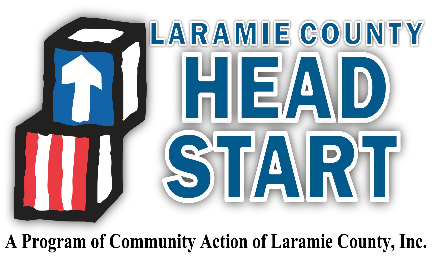 LARAMIE COUNTY
HEAD
START
A Program of Community Action of Laramie County, Inc.